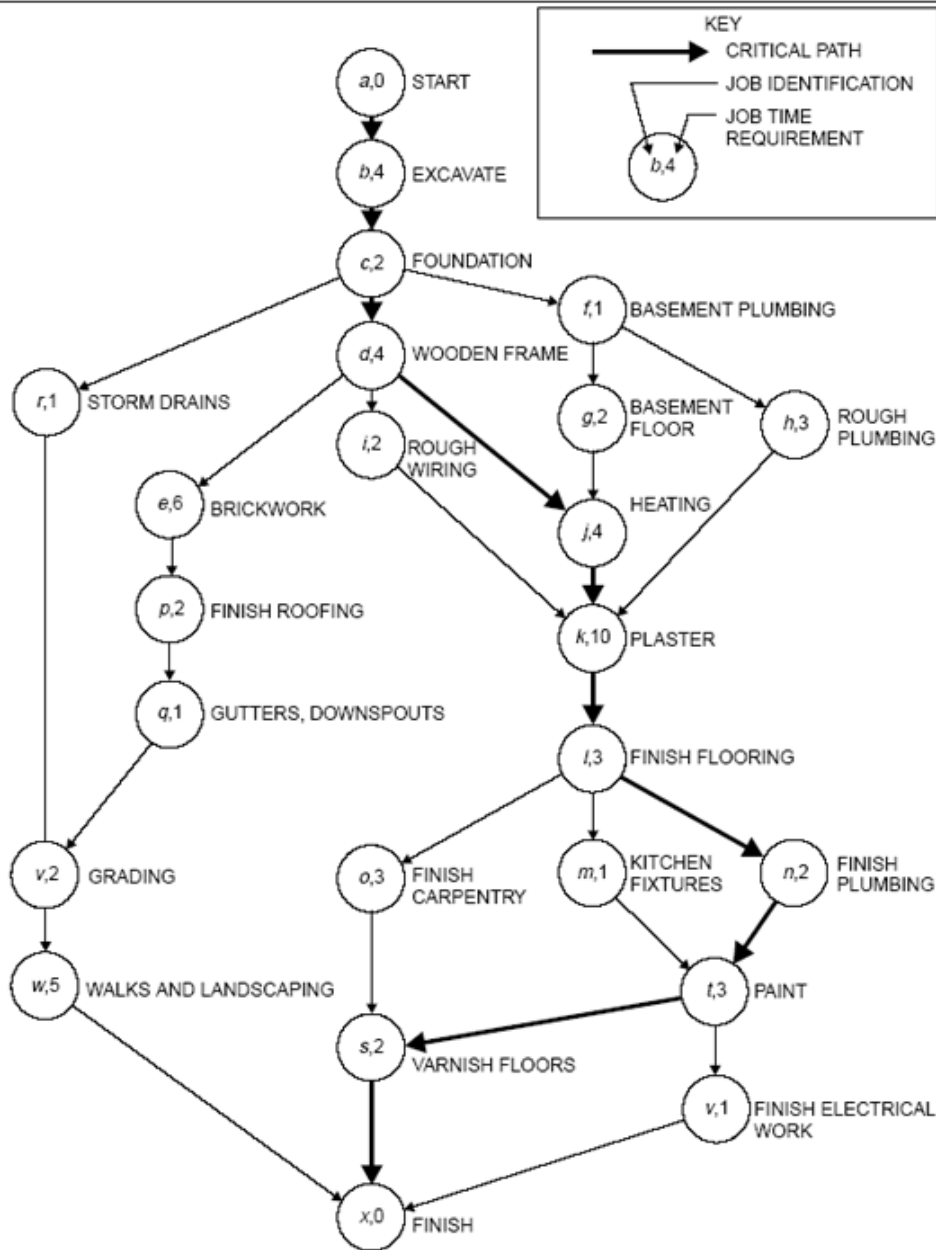 KEY
CRITICAL PATH
JOB IDENTIFICATION
JOB TIME
REQUIREMENT
b,4
a,0
START
b,4
EXCAVATE
c,2
FOUNDATION
f,1
BASEMENT PLUMBING
d,4
WOODEN FRAME
r,1
STORM DRAINS
i,2
ROUGH
WIRING
g,2
BASEMENT
FLOOR
h,3
ROUGH
PLUMBING
e,6
BRICKWORK
HEATING
j,4
p,2
FINISH ROOFING
k,10
PLASTER
q,1
GUTTERS, DOWNSPOUTS
l,3
FINISH FLOORING
v,2
GRADING
o,3
FINISH
CARPENTRY
m,1
KITCHEN
FIXTURES
n,2
FINISH
PLUMBING
w,5
WALKS AND LANDSCAPING
t,3
PAINT
s,2
VARNISH FLOORS
v,1
FINISH ELECTRICAL
WORK
x,0
FINISH